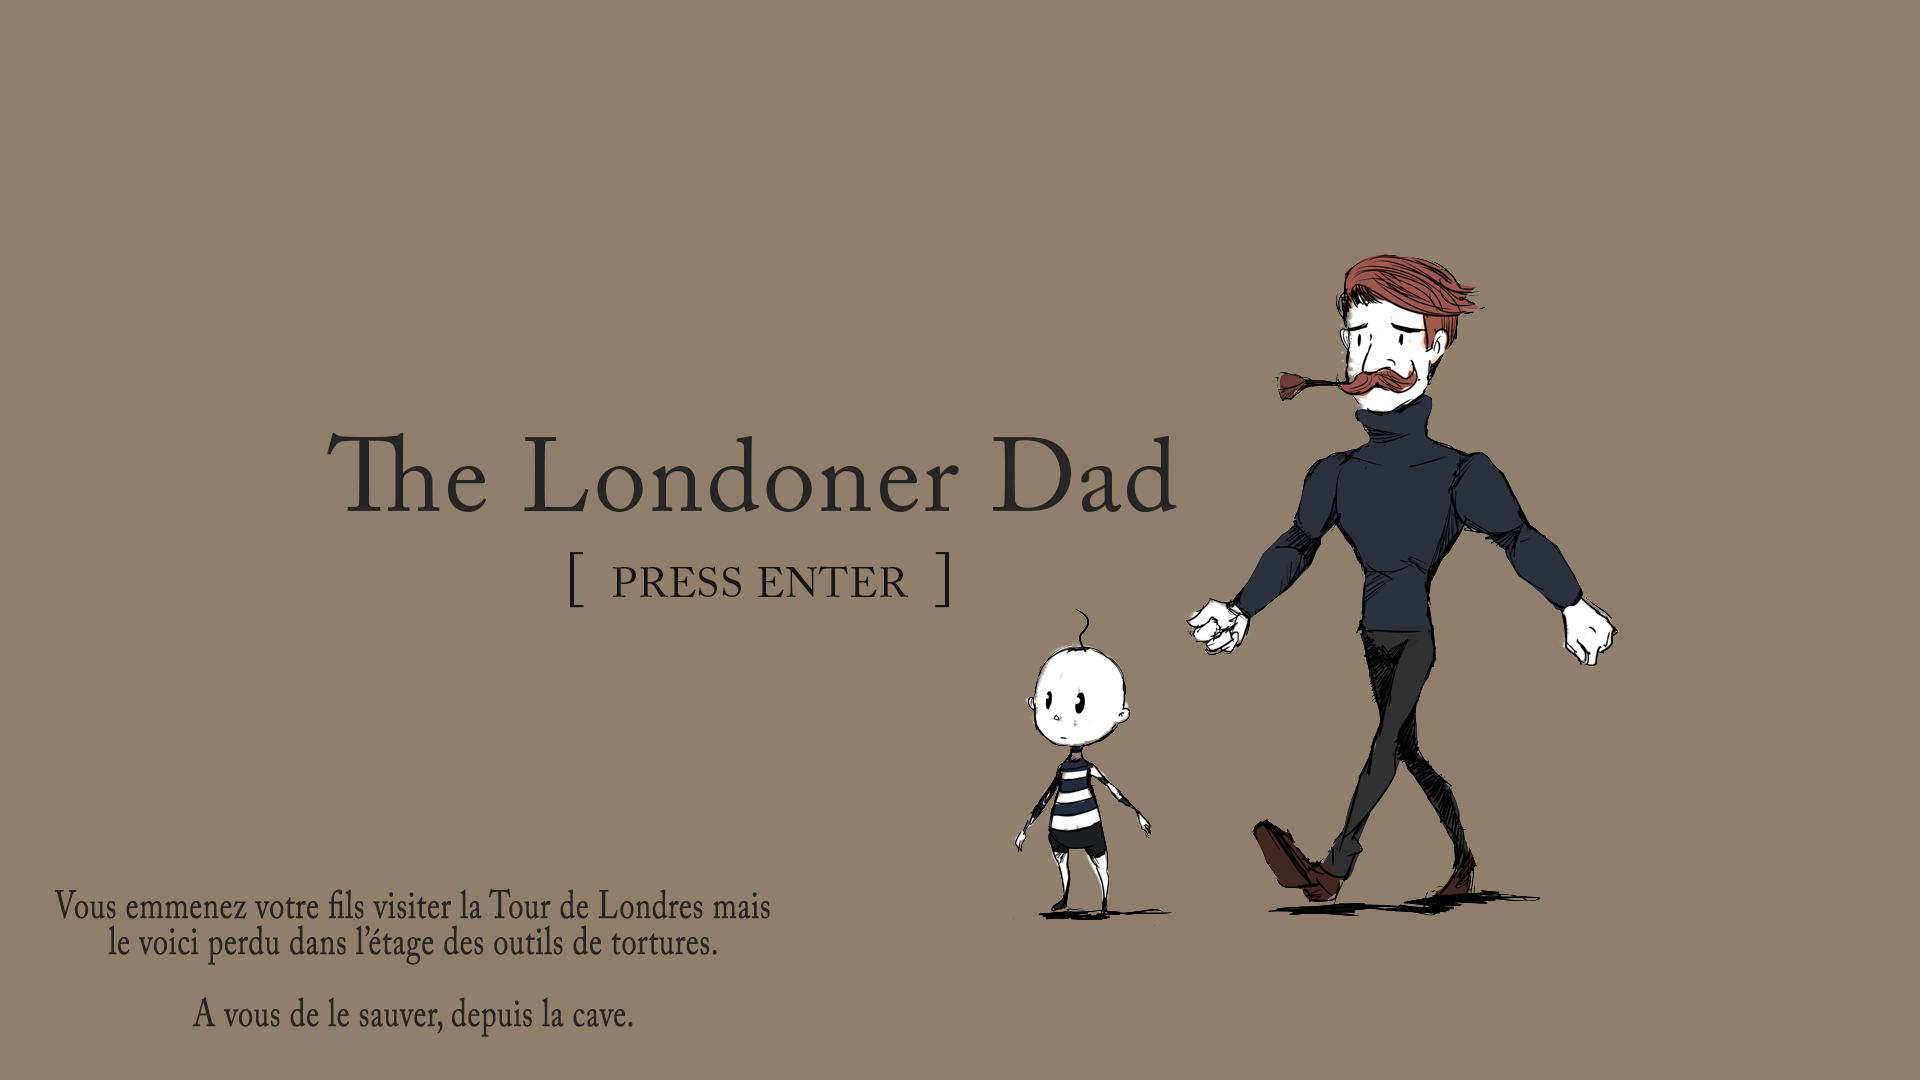 The Londoner Dad
[ PRESS ENTER ]
Vous emmenez votre fils visiter la Tour de Londres mais
le voici perdu dans l'étage des outils de tortures.
A vous de le sauver, depuis la cave.